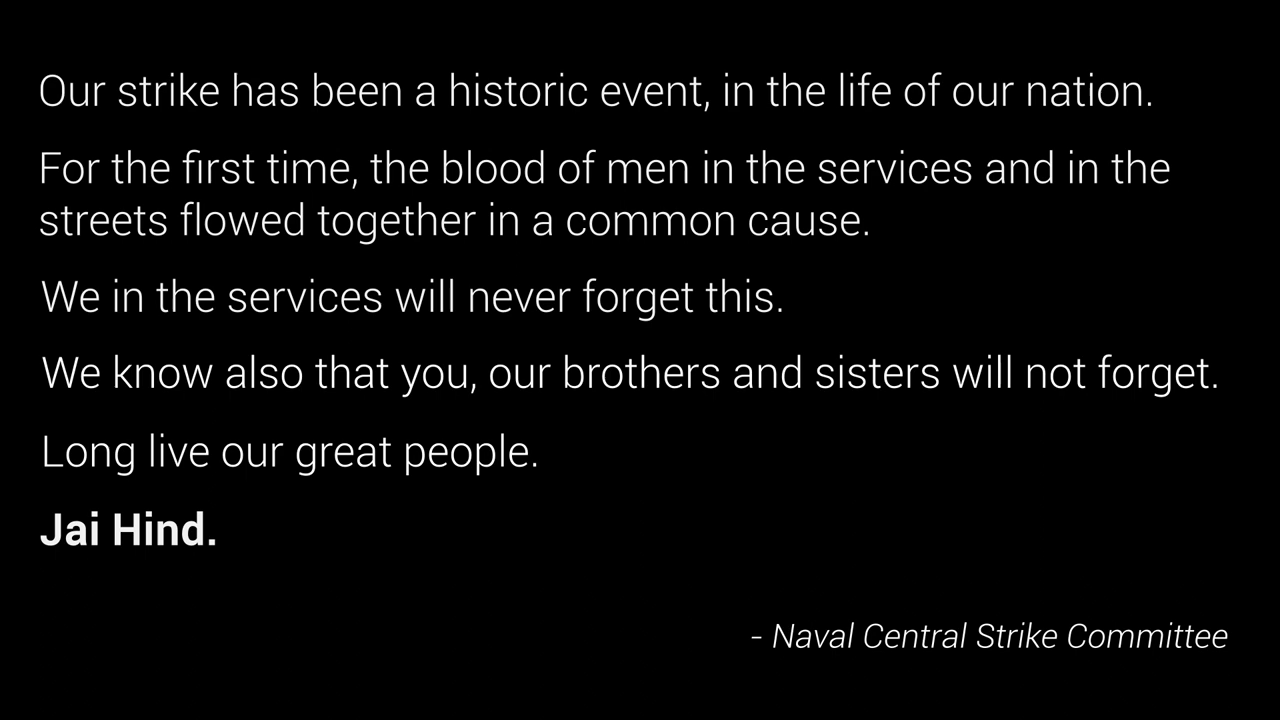 Our strike has been a historic event, in the life of our nation.
For the first time, the blood of men in the services and in the
streets flowed together in a common cause.
We in the services will never forget this.
We know also that you, our brothers and sisters will not forget.
Long live our great people.
Jai Hind.
- Naval Central Strike Committee